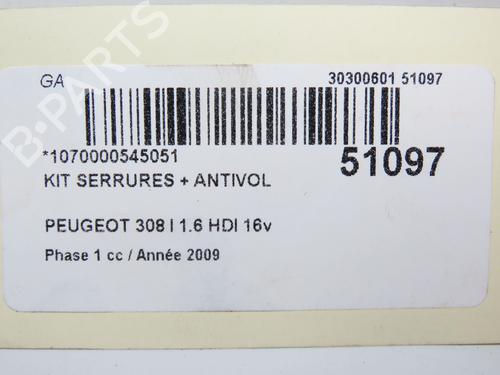 GA 30300601 51097
*1070000545051 51097
KIT SERRURES + ANTIVOL
PEUGEOT 308 I 1.6 HDI 16v
Phase 1 cc / Année 2009
B-PARTS